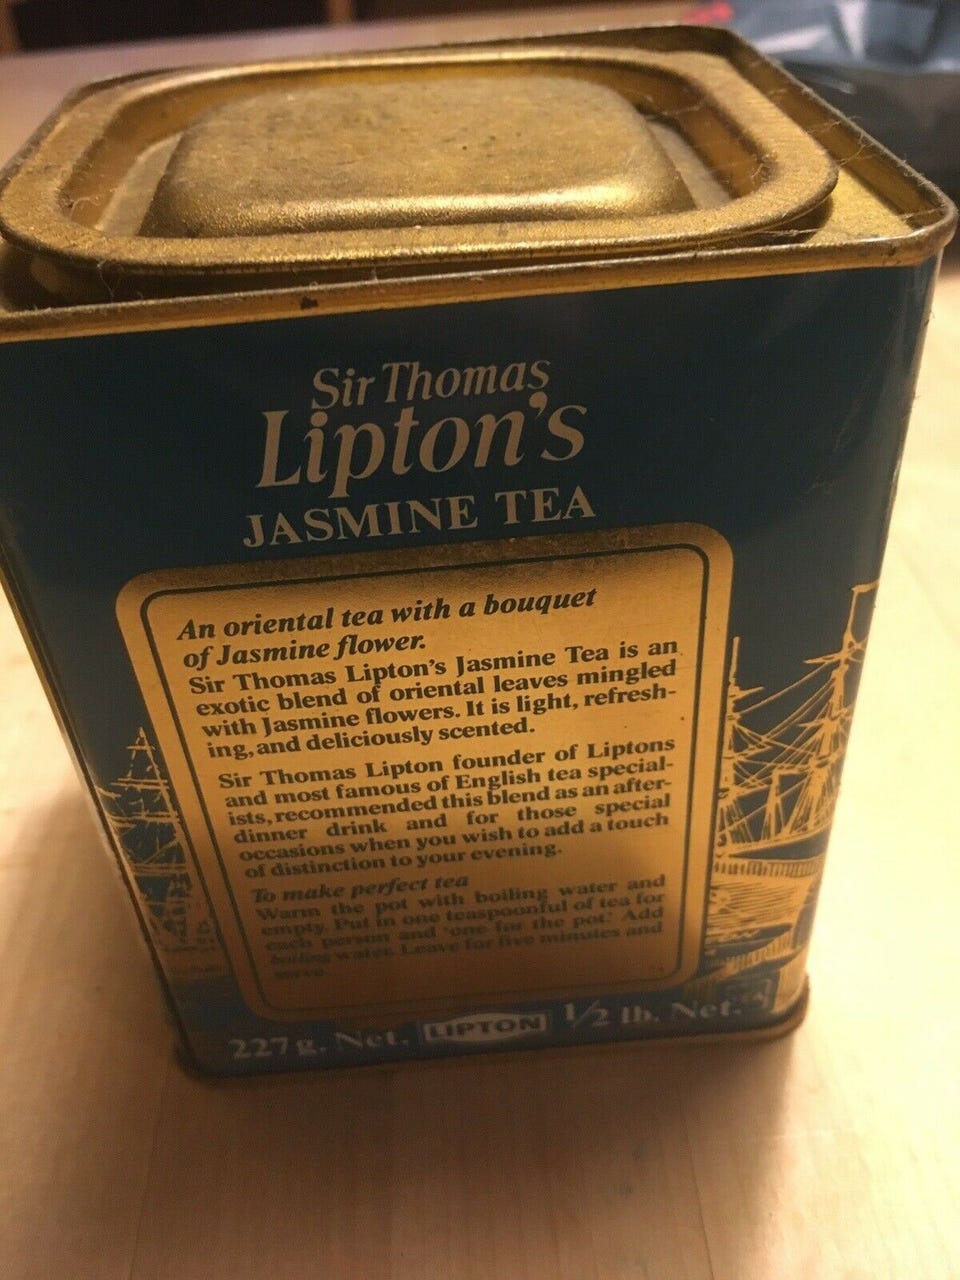 Sir Thomas
Lipton's
JASMINE TEA
An oriental tea with a bouquet
of Jasmine flower.
Sir Thomas Lipton's Jasmine Tea is an
exotic blend of oriental leaves mingled
with Jasmine flowers. It is light, refresh-
ing, and deliciously scented.
Sir Thomas Lipton founder of Liptons
and most famous of English tea special-
ists, recommended this blend as an after-
dinner drink and for those special
occasions when you wish to add a touch
of distinction to your evening.
To make perfect tea
Warm the pot with boiling water and
empty. Put in one teaspoonful of tea for
each person and 'one for the pot'. Add
boiling water. Leave for five minutes and
serve.
227g. Net. LIPTON 1/2 lb. Net.
TEA